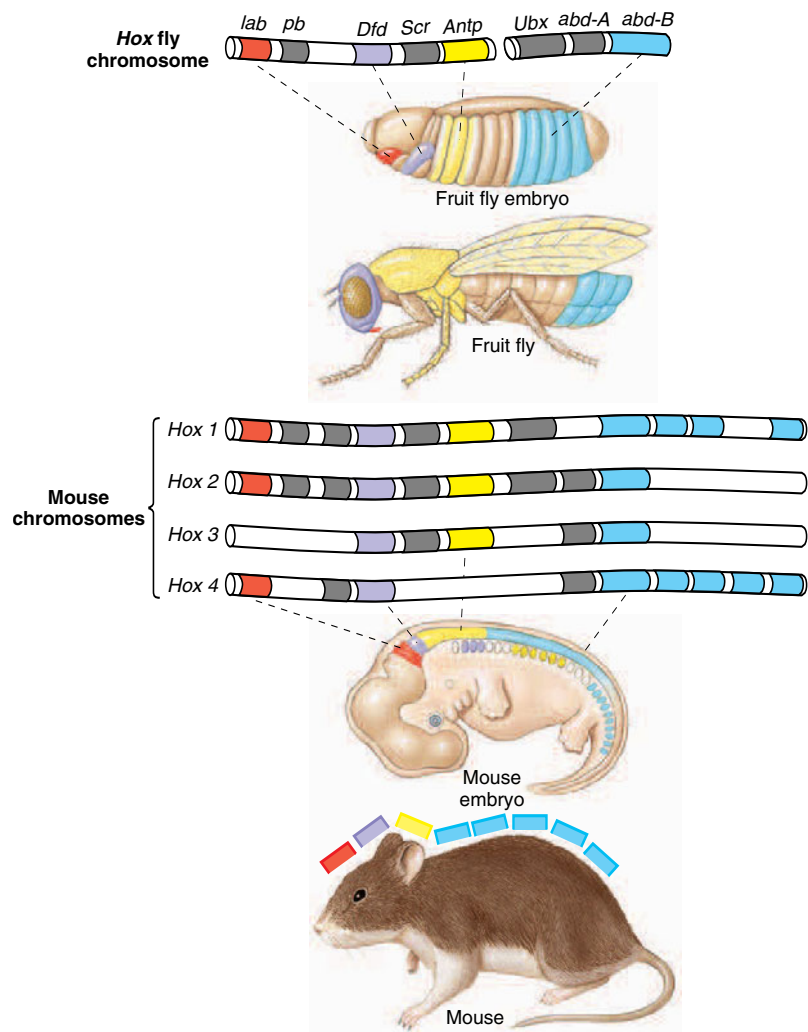 lab pb Dfd Scr Antp Ubx abd-A abd-B
Hox fly
chromosome
Fruit fly embryo
Fruit fly
Mouse
chromosomes
Hox 1
Hox 2
Hox 3
Hox 4
Mouse
embryo
Mouse